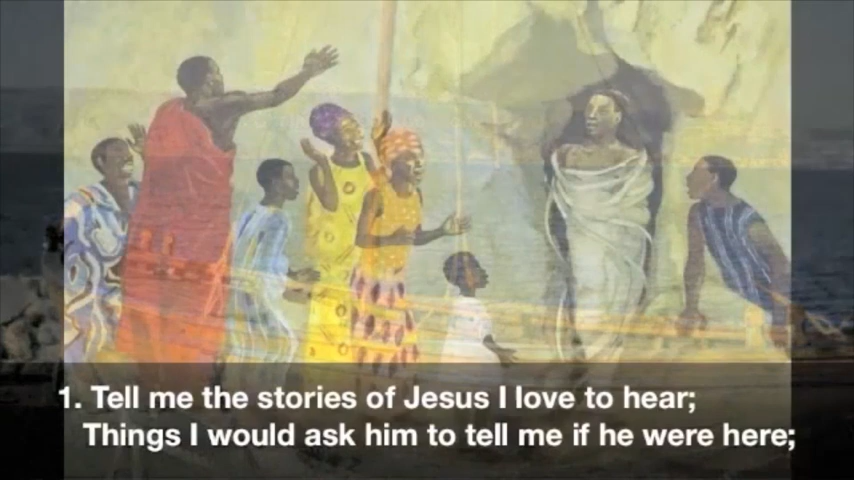 1. Tell me the stories of Jesus I love to hear;
Things I would ask him to tell me if he were here;